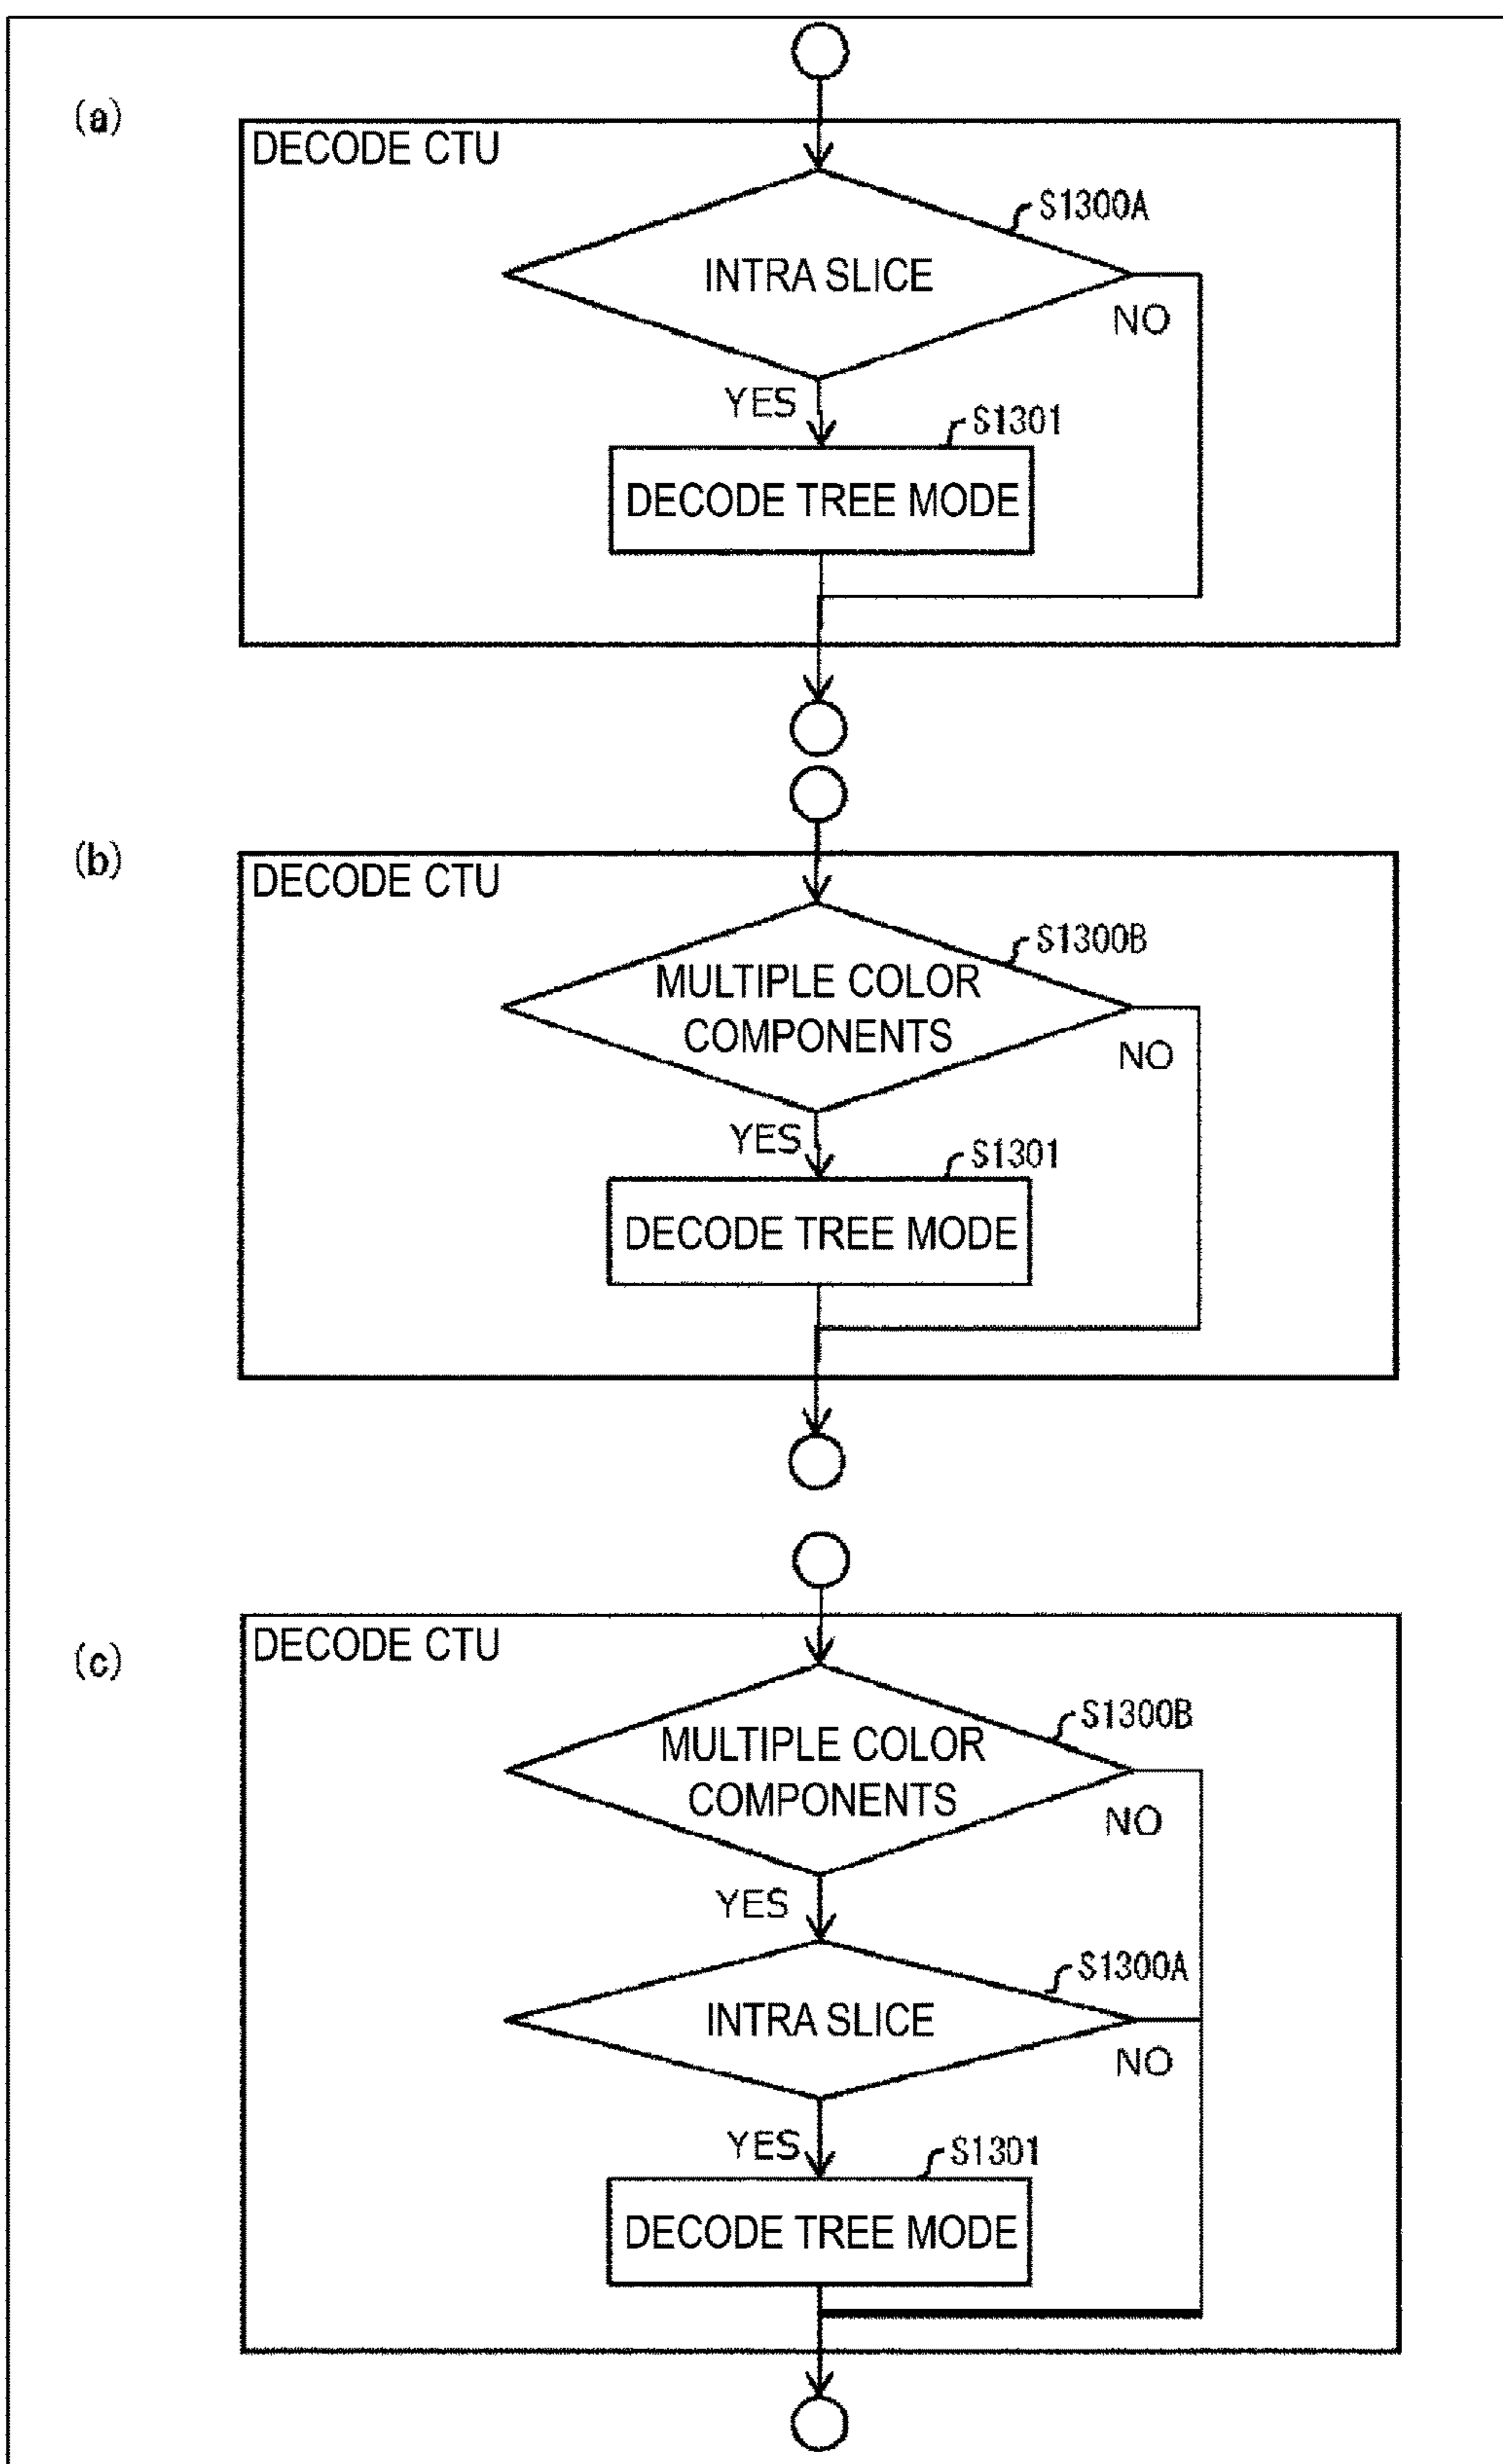 (a)
DECODE CTU
S1300A
INTRA SLICE
NO
YES
S1301
DECODE TREE MODE
(b)
DECODE CTU
S1300B
MULTIPLE COLOR
COMPONENTS
NO
YES
S1301
DECODE TREE MODE
(c)
DECODE CTU
S1300B
MULTIPLE COLOR
COMPONENTS
NO
YES
S1300A
INTRA SLICE
NO
YES
S1301
DECODE TREE MODE